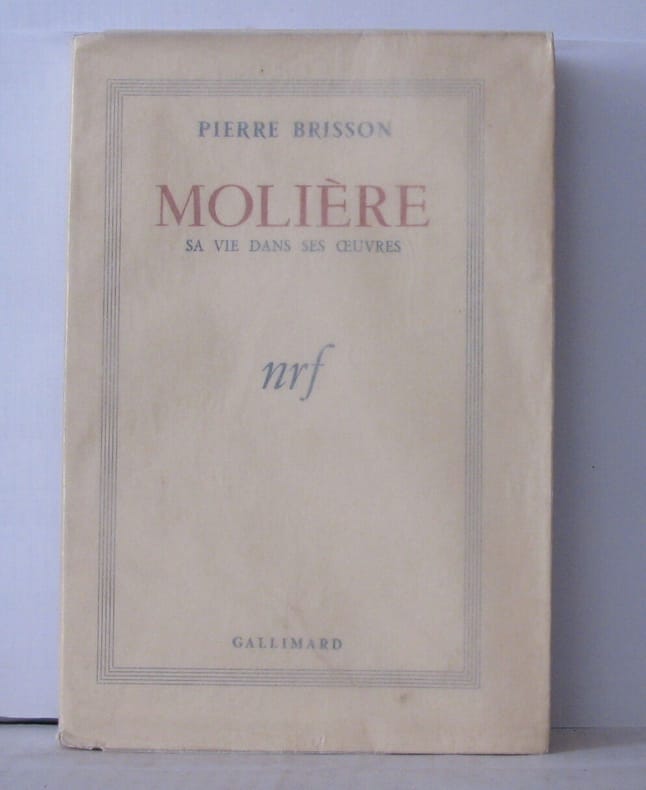 PIERRE BRISSON
MOLIÈRE
SA VIE DANS SES ŒUVRES
nrf
GALLIMARD